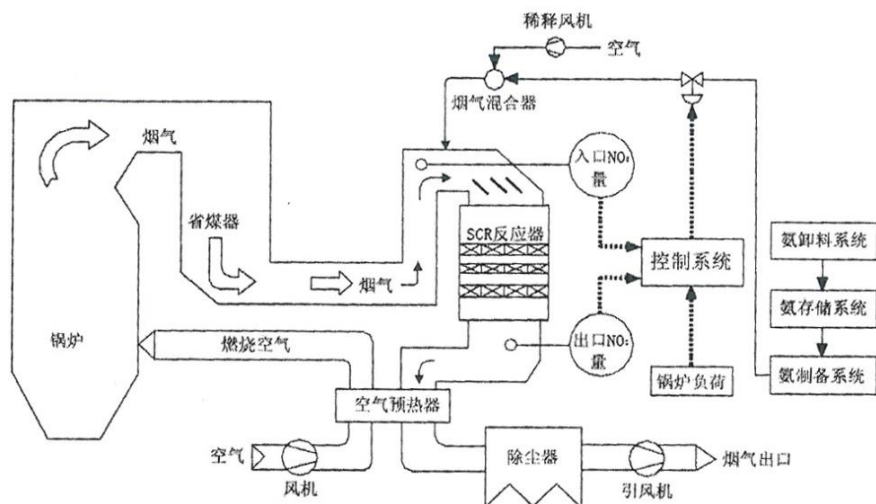 稀释风机
空气
烟气混合器
烟气
入口NOx
量
省煤器
SCR反应器
控制系统
氨卸料系统
烟气
氨存储系统
锅炉
燃烧空气
出口NOx
量
锅炉负荷
氨制备系统
空气预热器
空气
风机
除尘器
引风机
烟气出口